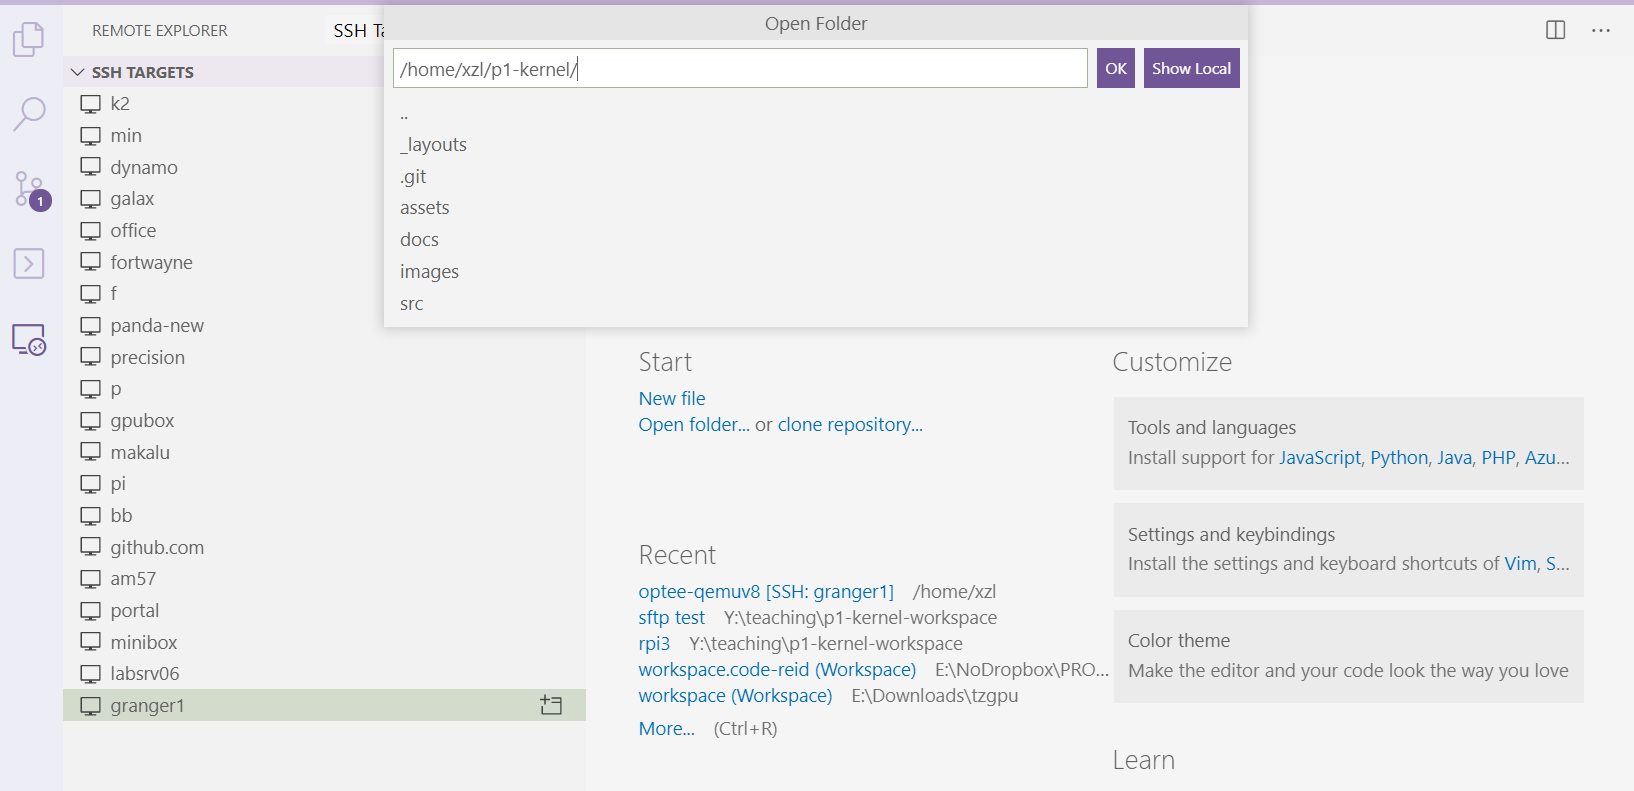 Open Folder
REMOTE EXPLORER
SSH Ta
/home/xzl/p1-kernel/
OK
Show Local
..
_layouts
.git
assets
docs
images
src
SSH TARGETS
k2
min
dynamo
galax
office
fortwayne
f
panda-new
precision
p
gpubox
makalu
pi
bb
github.com
am57
portal
minibox
labsrv06
granger1
1
Start
New file
Open folder... or clone repository...
Recent
optee-qemuv8 [SSH: granger1] /home/xzl
sftp test Y:\teaching\p1-kernel-workspace
rpi3 Y:\teaching\p1-kernel-workspace
workspace.code-reid (Workspace) E:\NoDropbox\PRO...
workspace (Workspace) E:\Downloads\tzgpu
More... (Ctrl+R)
Customize
Tools and languages
Install support for JavaScript, Python, Java, PHP, Azu...
Settings and keybindings
Install the settings and keyboard shortcuts of Vim, S...
Color theme
Make the editor and your code look the way you love
Learn